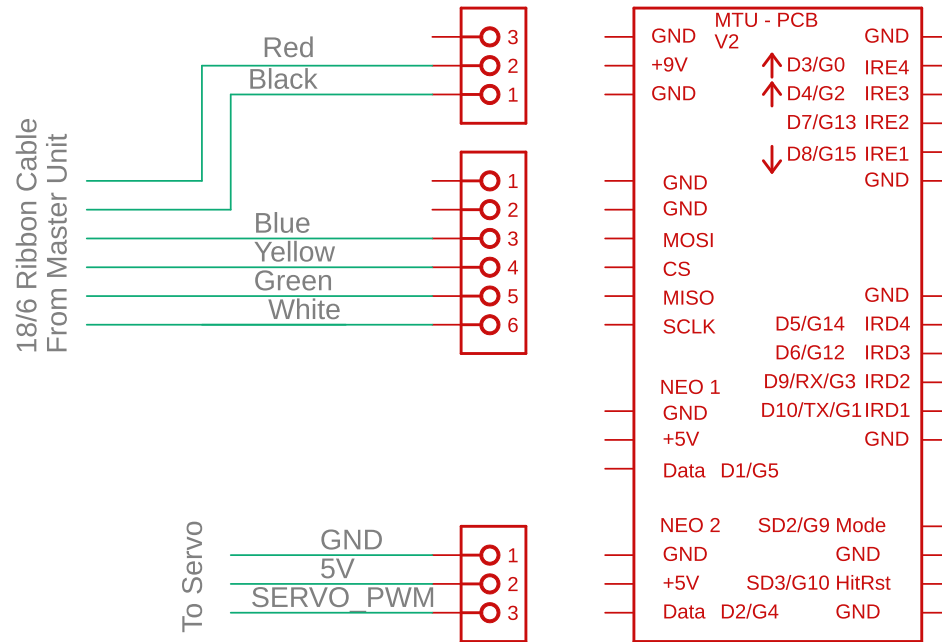 18/6 Ribbon Cable
From Master Unit
Red
Black
3
2
1
Blue
Yellow
Green
White
1
2
3
4
5
6
To Servo
GND
5V
SERVO_PWM
1
2
3
MTU - PCB
V2
GND
+9V
GND
GND
GND
MOSI
CS
MISO
SCLK
NEO 1
GND
+5V
Data D1/G5
NEO 2
GND
+5V
Data D2/G4
GND
D3/G0 IRE4
D4/G2 IRE3
D7/G13 IRE2
D8/G15 IRE1
GND
GND
D5/G14 IRD4
D6/G12 IRD3
D9/RX/G3 IRD2
D10/TX/G1 IRD1
GND
SD2/G9 Mode
GND
SD3/G10 HitRst
GND